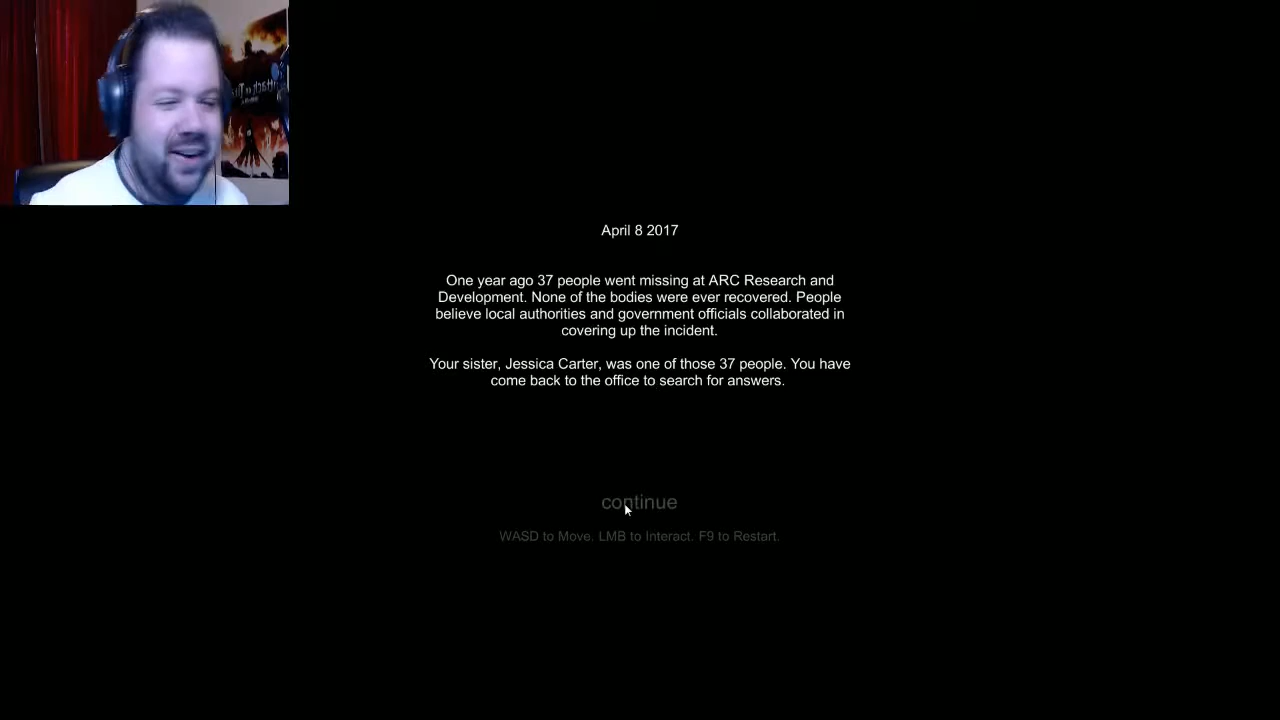 April 8 2017
One year ago 37 people went missing at ARC Research and
Development. None of the bodies were ever recovered. People
believe local authorities and government officials collaborated in
covering up the incident.
Your sister, Jessica Carter, was one of those 37 people. You have
come back to the office to search for answers.
continue
WASD to Move. LMB to Interact. F9 to Restart.